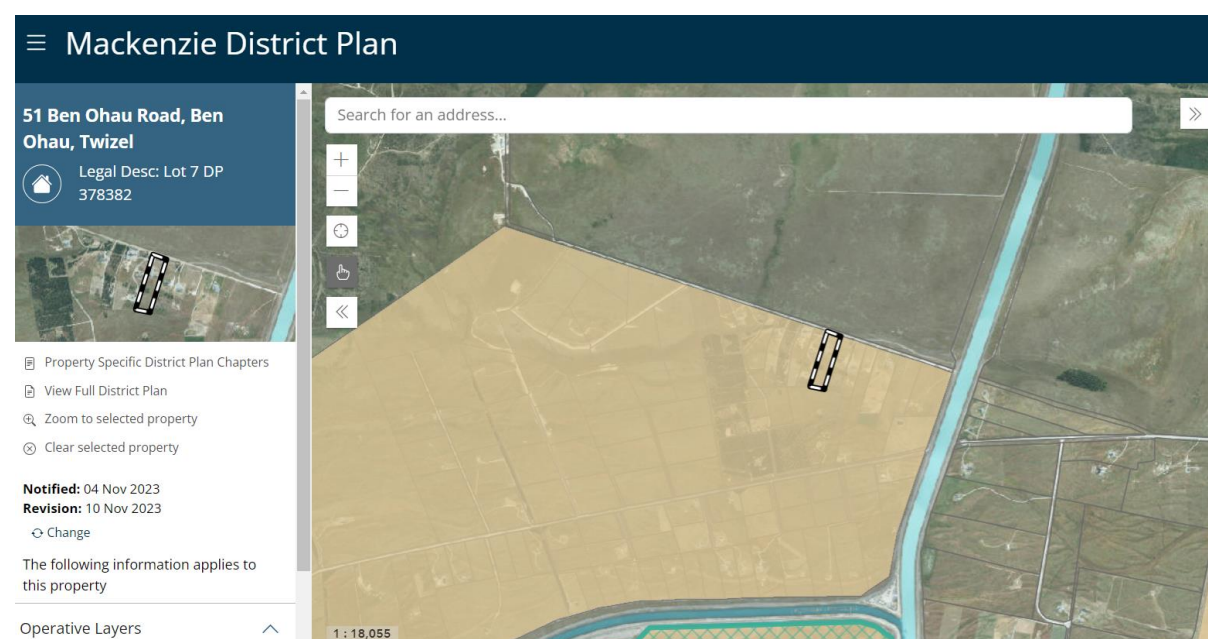 Mackenzie District Plan
51 Ben Ohau Road, Ben
Ohau, Twizel
Legal Desc: Lot 7 DP
378382
Property Specific District Plan Chapters
View Full District Plan
Zoom to selected property
Clear selected property
Notified: 04 Nov 2023
Revision: 10 Nov 2023
Change
The following information applies to
this property
Operative Layers
Search for an address...
1 : 18,055